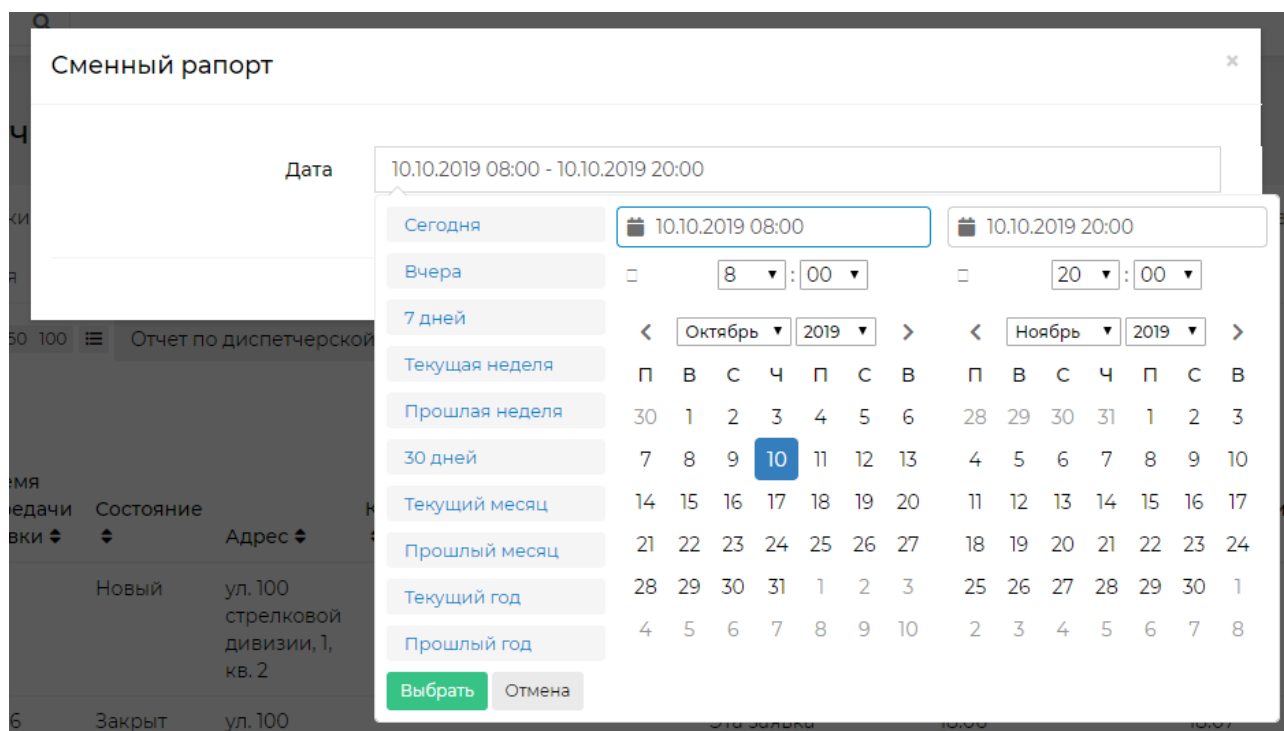 Сменный рапорт ×
Дата 10.10.2019 08:00 - 10.10.2019 20:00
Сегодня
Вчера
7 дней
Текущая неделя
Прошлая неделя
30 дней
Текущий месяц
Прошлый месяц
Текущий год
Прошлый год
Выбрать Отмена
10.10.2019 08:00
8 : 00
Октябрь 2019
П В С Ч П С В
30 1 2 3 4 5 6
7 8 9 10 11 12 13
14 15 16 17 18 19 20
21 22 23 24 25 26 27
28 29 30 31 1 2 3
4 5 6 7 8 9 10
10.10.2019 20:00
20 : 00
Ноябрь 2019
П В С Ч П С В
28 29 30 31 1 2 3
4 5 6 7 8 9 10
11 12 13 14 15 16 17
18 19 20 21 22 23 24
25 26 27 28 29 30 1
2 3 4 5 6 7 8
50 100 Отчет по диспетчерской
Состояние
Адрес
Новый ул. 100
стрелковой
дивизии, 1,
кв. 2
Закрыт ул. 100